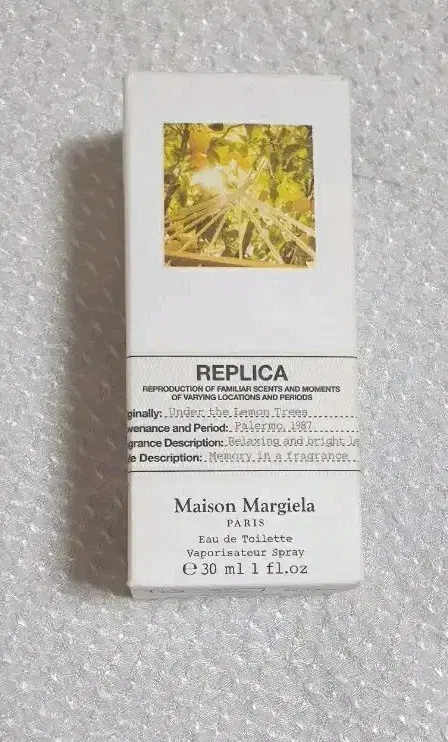 REPLICA
REPRODUCTION OF FAMILIAR SCENTS AND MOMENTS
OF VARYING LOCATIONS AND PERIODS
ginally: Under the Lemon Trees
venance and Period: Palermo, 1987
grance Description: Relaxing and bright le
le Description: Memory in a fragrance
Maison Margiela
PARIS
Eau de Toilette
Vaporisateur Spray
℮ 30 ml 1 fl.oz